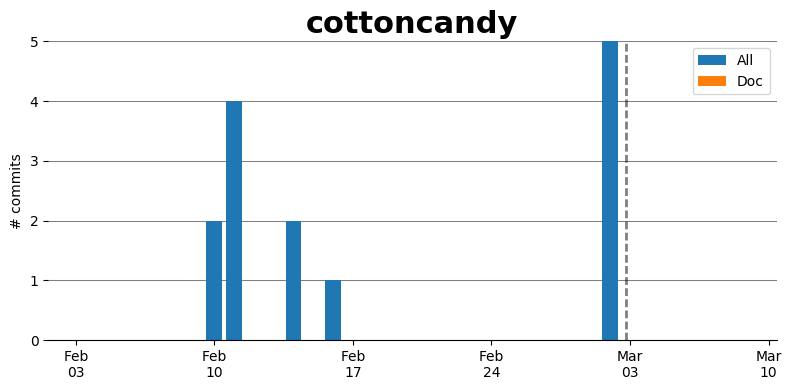 cottoncandy
5
4
3
2
1
0
# commits
All
Doc
Feb
03
Feb
10
Feb
17
Feb
24
Mar
03
Mar
10